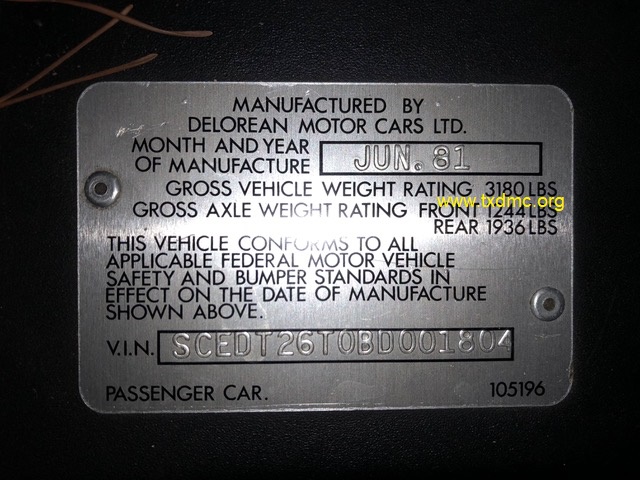 MANUFACTURED BY
DELOREAN MOTOR CARS LTD.
MONTH AND YEAR
OF MANUFACTURE JUN. 81
GROSS VEHICLE WEIGHT RATING 3180 LBS
www.txdmc.org
GROSS AXLE WEIGHT RATING FRONT 1244 LBS
REAR 1936 LBS
THIS VEHICLE CONFORMS TO ALL
APPLICABLE FEDERAL MOTOR VEHICLE
SAFETY AND BUMPER STANDARDS IN
EFFECT ON THE DATE OF MANUFACTURE
SHOWN ABOVE.
V.I.N. SCEDT26T0BD001804
PASSENGER CAR. 105196